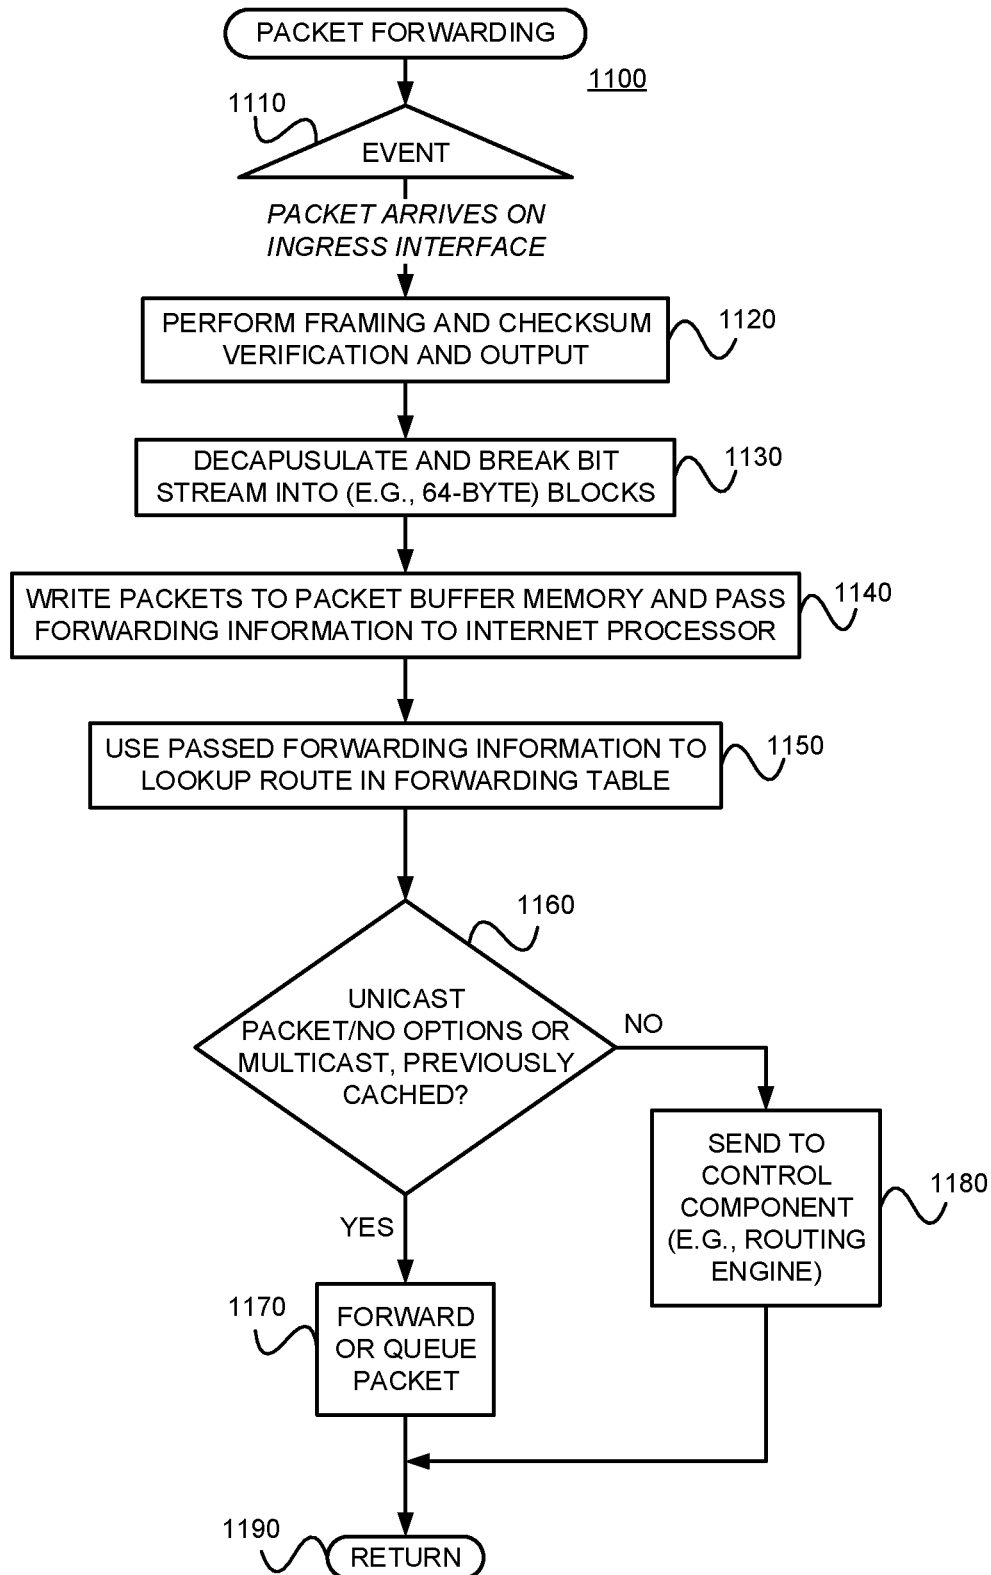 PACKET FORWARDING
1100
1110
EVENT
PACKET ARRIVES ON
INGRESS INTERFACE
PERFORM FRAMING AND CHECKSUM
VERIFICATION AND OUTPUT
1120
DECAPUSULATE AND BREAK BIT
STREAM INTO (E.G., 64-BYTE) BLOCKS
1130
WRITE PACKETS TO PACKET BUFFER MEMORY AND PASS
FORWARDING INFORMATION TO INTERNET PROCESSOR
1140
USE PASSED FORWARDING INFORMATION TO
LOOKUP ROUTE IN FORWARDING TABLE
1150
1160
UNICAST
PACKET/NO OPTIONS OR
MULTICAST, PREVIOUSLY
CACHED?
NO
SEND TO
CONTROL
COMPONENT
(E.G., ROUTING
ENGINE)
1180
YES
1170
FORWARD
OR QUEUE
PACKET
1190
RETURN